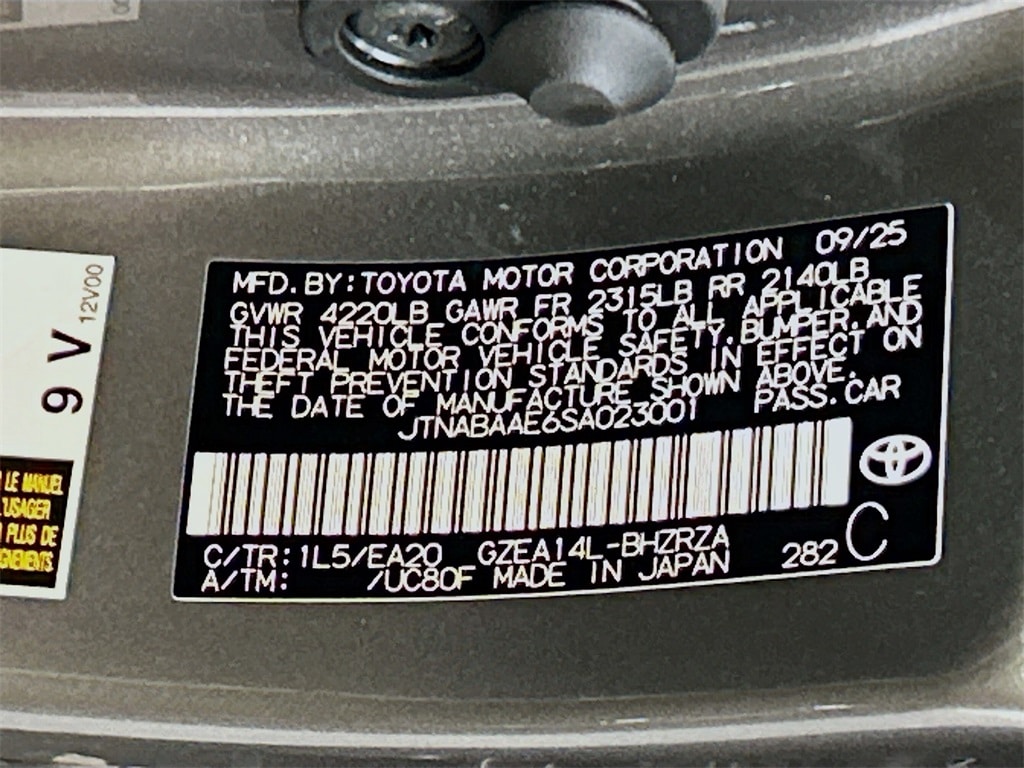 MFD. BY: TOYOTA MOTOR CORPORATION 09/25
GVWR 4220LB GAWR FR 2315LB RR 2140LB
THIS VEHICLE CONFORMS TO ALL APPLICABLE
FEDERAL MOTOR VEHICLE SAFETY, BUMPER, AND
THEFT PREVENTION STANDARDS IN EFFECT ON
THE DATE OF MANUFACTURE SHOWN ABOVE.
JTNABAAE6SA023001 PASS. CAR
C/TR: 1L5/EA20 GZEA14L-BHZRZA
A/TM: /UC80F MADE IN JAPAN 282 C
9 V
12V00
LE MANUEL
L'USAGER
PLUS DE